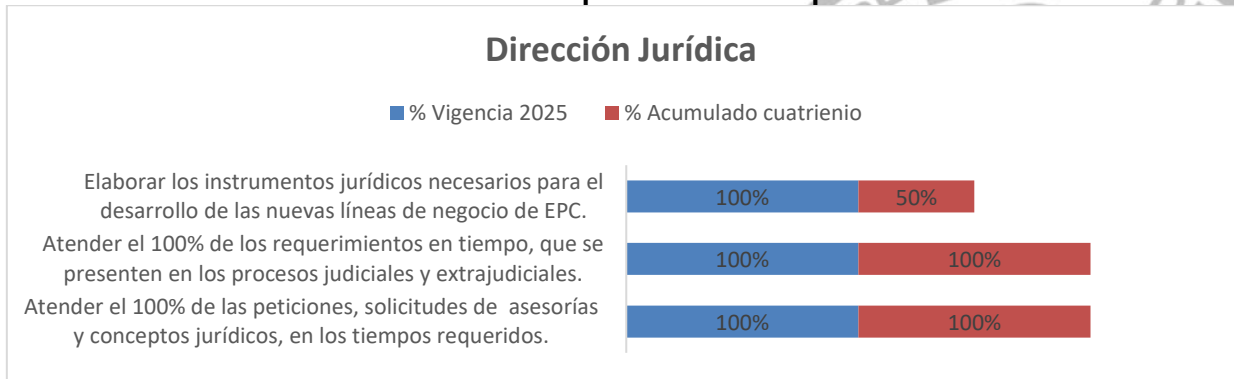 Dirección Jurídica
% Vigencia 2025 % Acumulado cuatrienio
Elaborar los instrumentos jurídicos necesarios para el
desarrollo de las nuevas líneas de negocio de EPC.
100% 50%
Atender el 100% de los requerimientos en tiempo, que se
presenten en los procesos judiciales y extrajudiciales.
100% 100%
Atender el 100% de las peticiones, solicitudes de asesorías
y conceptos jurídicos, en los tiempos requeridos.
100% 100%